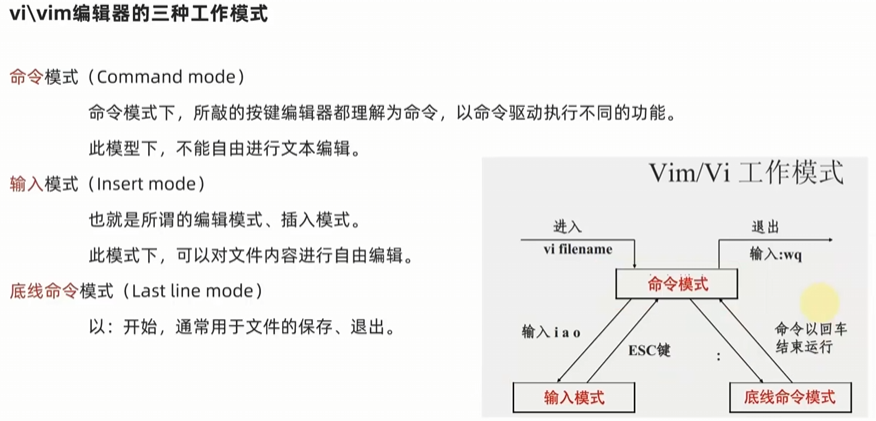 vi\vim编辑器的三种工作模式
命令模式（Command mode）
命令模式下，所敲的按键编辑器都理解为命令，以命令驱动执行不同的功能。
此模型下，不能自由进行文本编辑。
输入模式（Insert mode）
也就是所谓的编辑模式、插入模式。
此模式下，可以对文件内容进行自由编辑。
底线命令模式（Last line mode）
以：开始，通常用于文件的保存、退出。
Vim/Vi 工作模式
进入
vi filename
退出
输入:wq
命令模式
输入 i a o
ESC键
:
命令以回车
结束运行
输入模式
底线命令模式